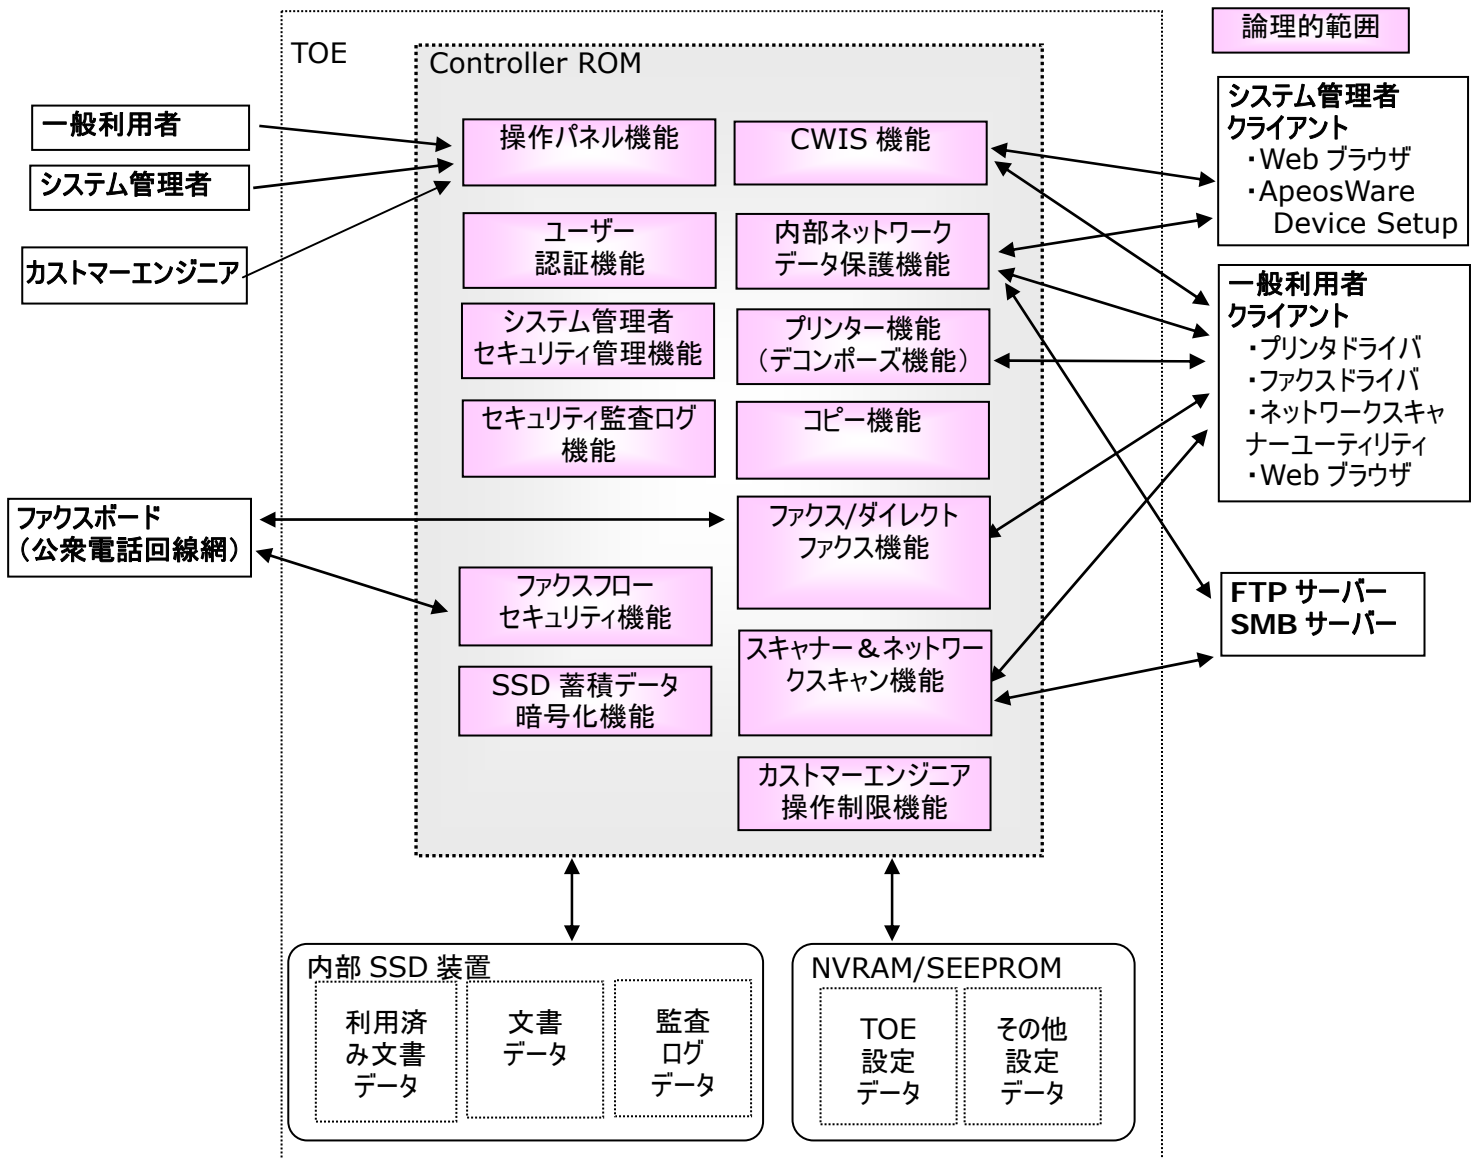 論理的範囲
TOE
Controller ROM
一般利用者
システム管理者
カストマーエンジニア
ファクスボード
（公衆電話回線網）
操作パネル機能
ユーザー
認証機能
システム管理者
セキュリティ管理機能
セキュリティ監査ログ
機能
ファクスフロー
セキュリティ機能
SSD 蓄積データ
暗号化機能
CWIS 機能
内部ネットワーク
データ保護機能
プリンター機能
（デコンポーズ機能）
コピー機能
ファクス/ダイレクト
ファクス機能
スキャナー＆ネットワー
クスキャン機能
カストマーエンジニア
操作制限機能
システム管理者
クライアント
・Web ブラウザ
・ApeosWare
Device Setup
一般利用者
クライアント
・プリンタドライバ
・ファクスドライバ
・ネットワークスキャ
ナーユーティリティ
・Web ブラウザ
FTP サーバー
SMB サーバー
内部 SSD 装置
利用済
み文書
データ
文書
データ
監査
ログ
データ
NVRAM/SEEPROM
TOE
設定
データ
その他
設定
データ